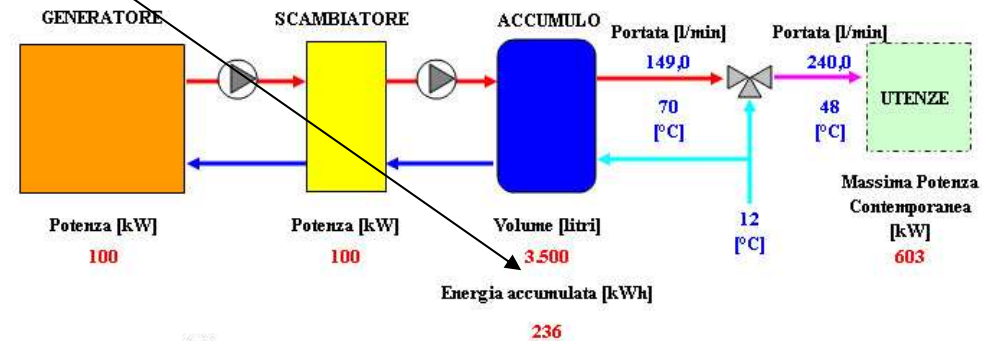 GENERATORE
SCAMBIATORE
ACCUMULO
Portata [l/min]
149,0
70
[°C]
Portata [l/min]
240,0
48
[°C]
UTENZE
Potenza [kW]
100
Potenza [kW]
100
Volume [litri]
3.500
12
[°C]
Massima Potenza
Contemporanea
[kW]
603
Energia accumulata [kWh]
236